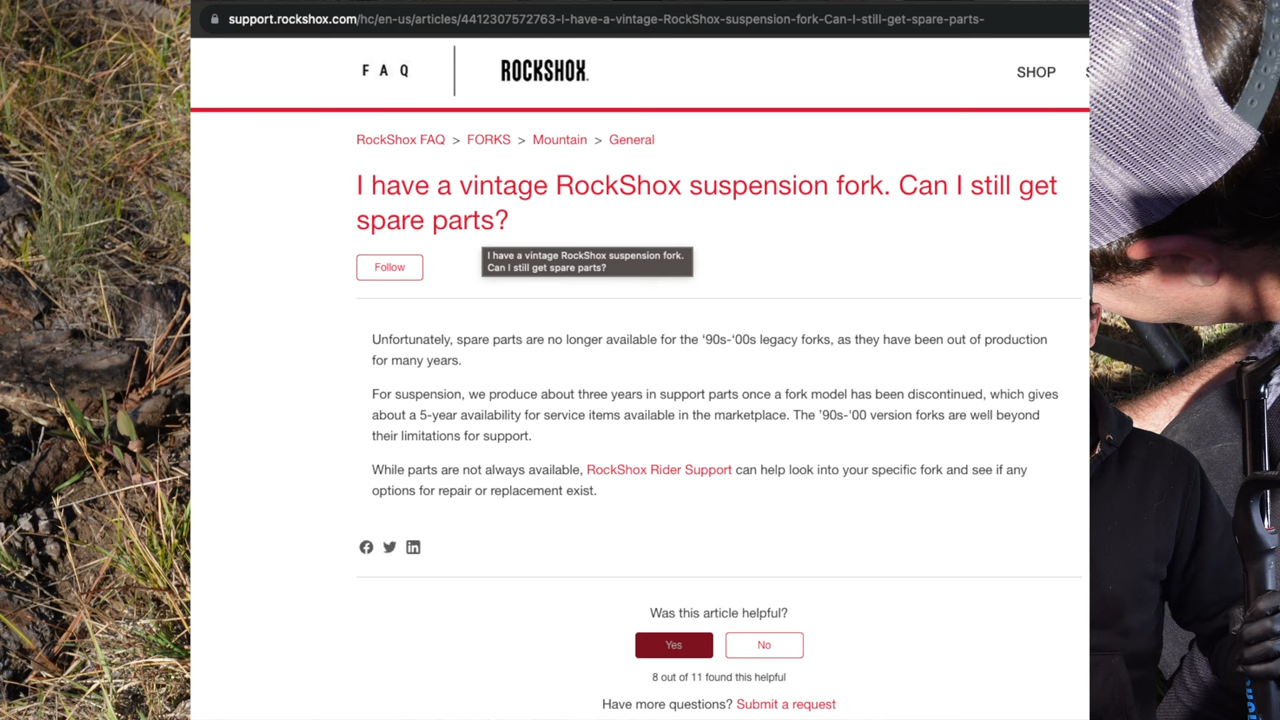 support.rockshox.com/hc/en-us/articles/4412307572763-I-have-a-vintage-RockShox-suspension-fork-Can-I-still-get-spare-parts-
FAQ
ROCKSHOX
SHOP
RockShox FAQ > FORKS > Mountain > General
I have a vintage RockShox suspension fork. Can I still get
spare parts?
I have a vintage RockShox suspension fork.
Can I still get spare parts?
Follow
Unfortunately, spare parts are no longer available for the ‘90s-‘00s legacy forks, as they have been out of production
for many years.
For suspension, we produce about three years in support parts once a fork model has been discontinued, which gives
about a 5-year availability for service items available in the marketplace. The ’90s-’00 version forks are well beyond
their limitations for support.
While parts are not always available, RockShox Rider Support can help look into your specific fork and see if any
options for repair or replacement exist.
Was this article helpful?
Yes
No
8 out of 11 found this helpful
Have more questions? Submit a request